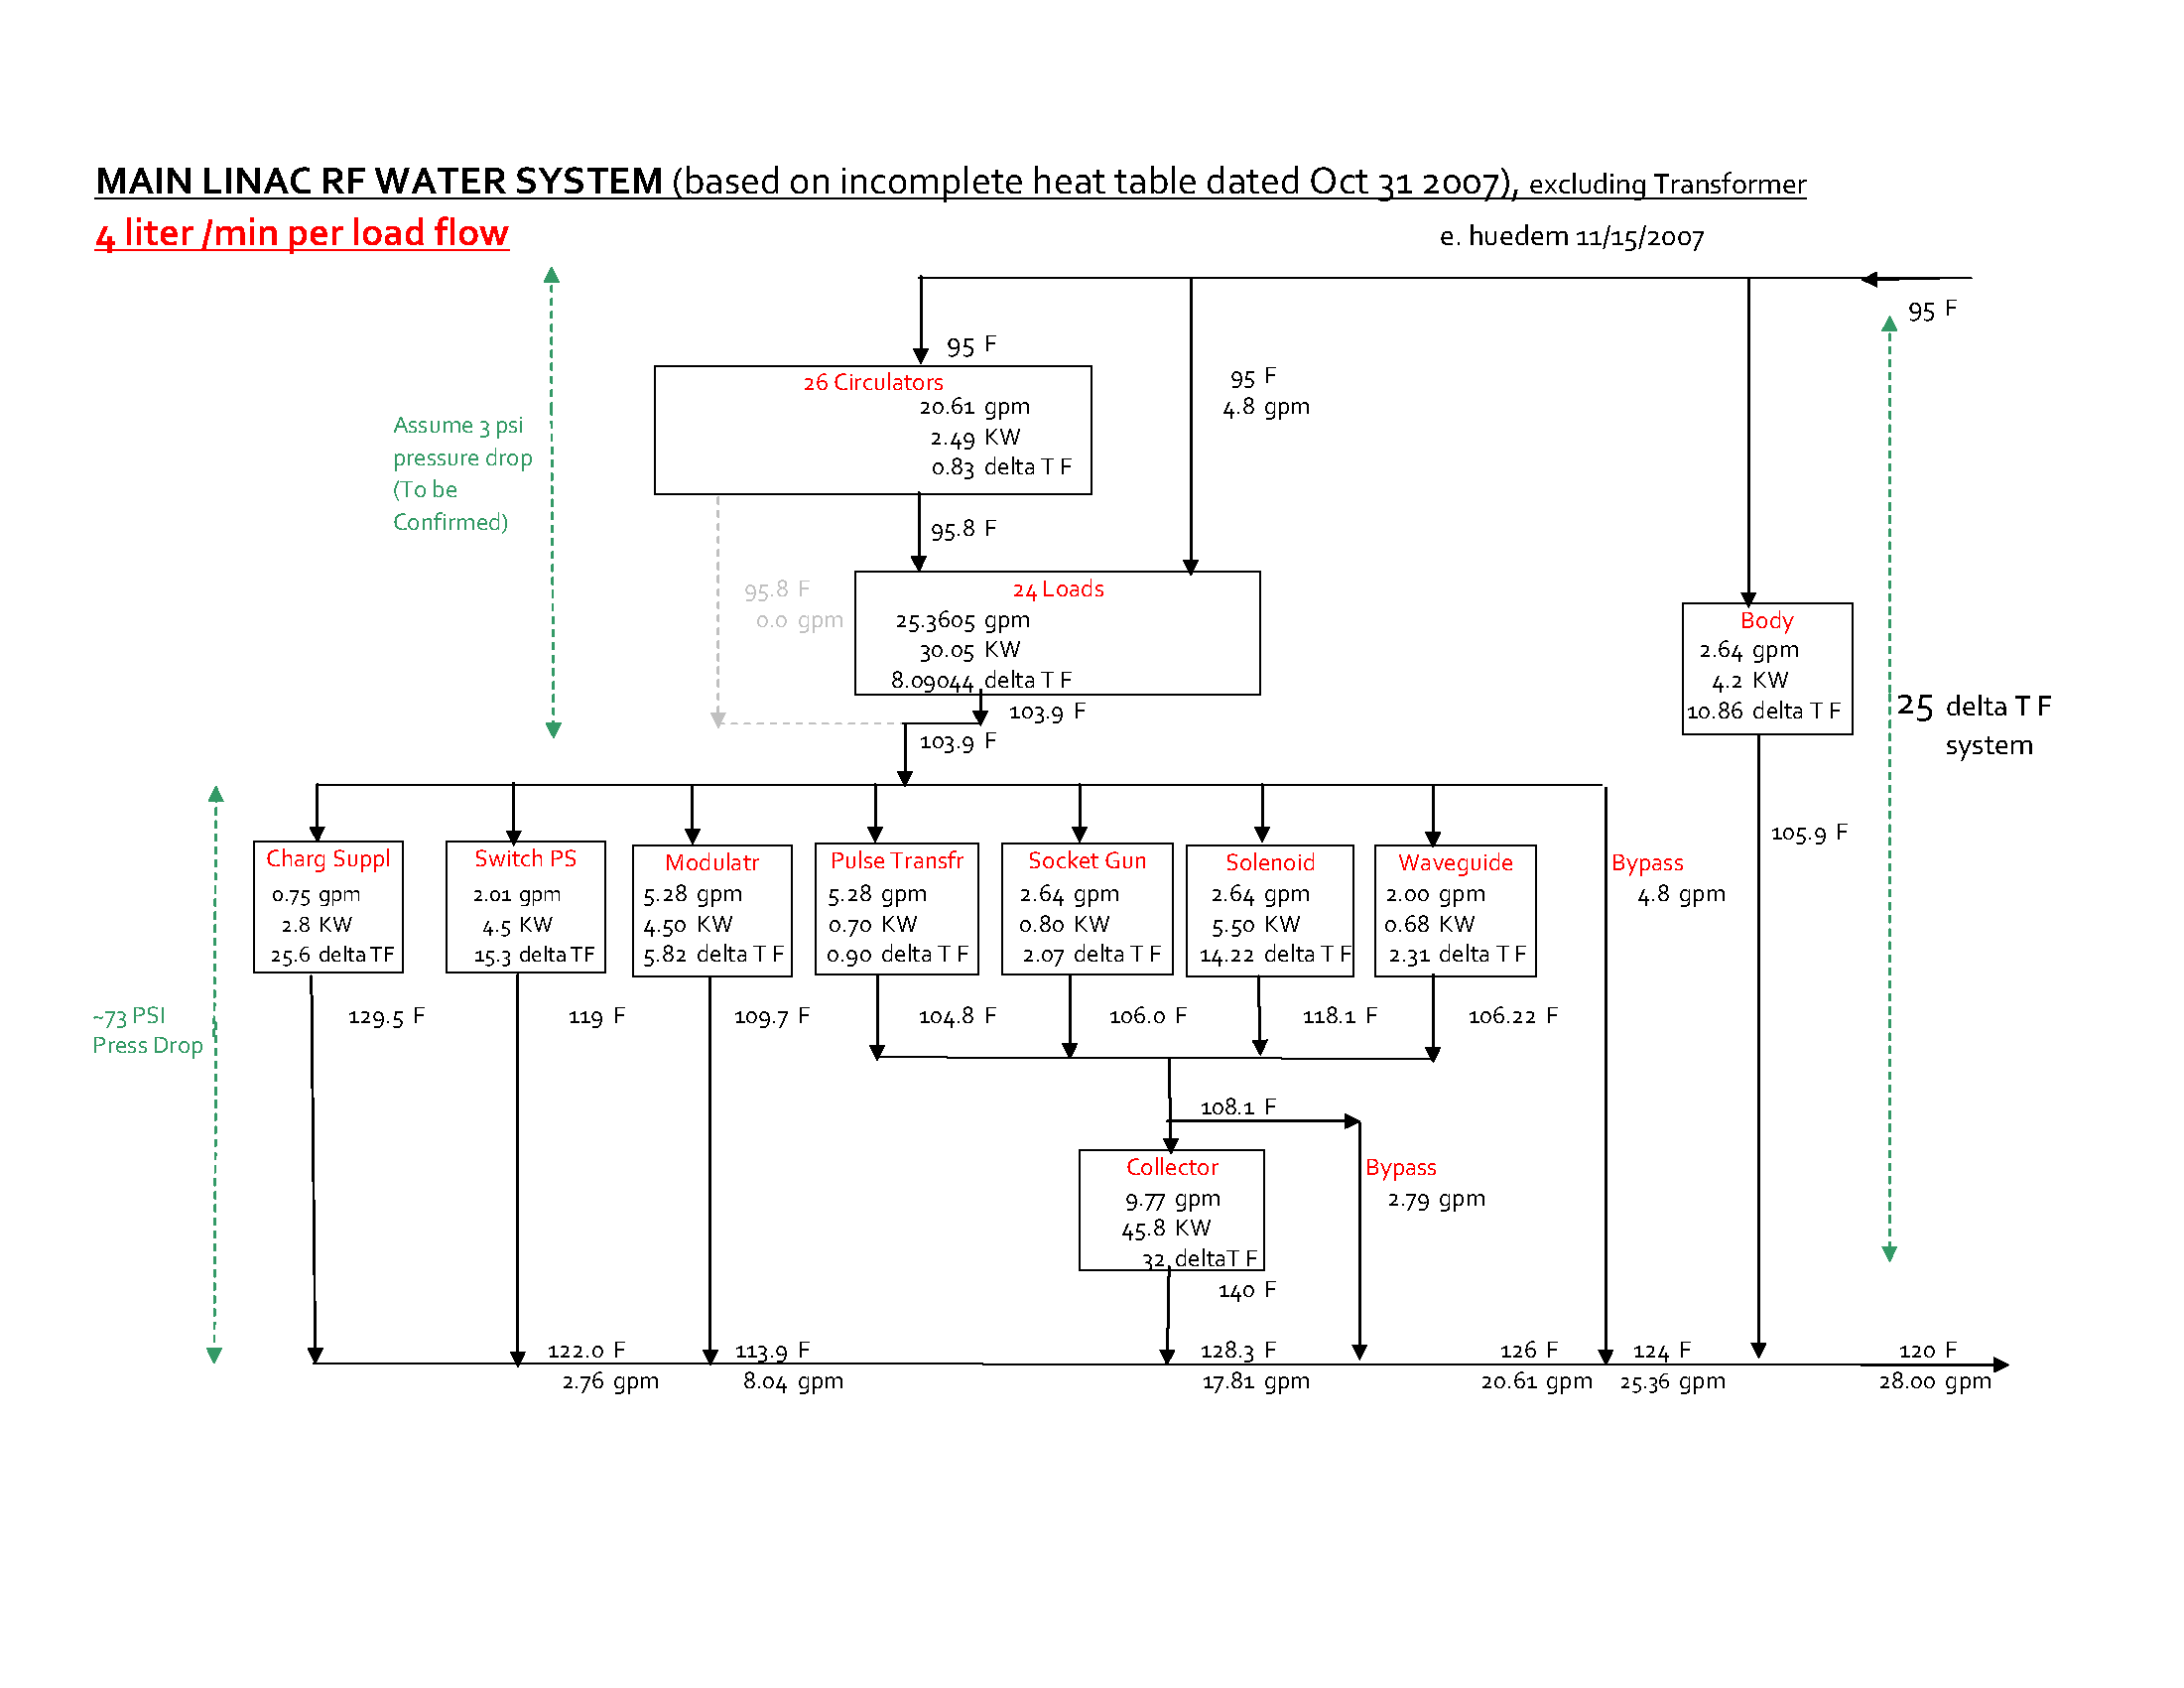 MAIN LINAC RF WATER SYSTEM (based on incomplete heat table dated Oct 31 2007), excluding Transformer
4 liter /min per load flow
e. huedem 11/15/2007
95 F
95 F
26 Circulators
20.61 gpm
2.49 KW
0.83 delta T F
95 F
4.8 gpm
Assume 3 psi
pressure drop
(To be
Confirmed)
95.8 F
95.8 F
0.0 gpm
24 Loads
25.3605 gpm
30.05 KW
8.09044 delta T F
103.9 F
103.9 F
Body
2.64 gpm
4.2 KW
10.86 delta T F
25 delta T F
system
105.9 F
Charg Suppl
0.75 gpm
2.8 KW
25.6 delta TF
Switch PS
2.01 gpm
4.5 KW
15.3 delta TF
Modulatr
5.28 gpm
4.50 KW
5.82 delta T F
Pulse Transfr
5.28 gpm
0.70 KW
0.90 delta T F
Socket Gun
2.64 gpm
0.80 KW
2.07 delta T F
Solenoid
2.64 gpm
5.50 KW
14.22 delta T F
Waveguide
2.00 gpm
0.68 KW
2.31 delta T F
Bypass
4.8 gpm
~73 PSI
Press Drop
129.5 F
119 F
109.7 F
104.8 F
106.0 F
118.1 F
106.22 F
108.1 F
Collector
9.77 gpm
45.8 KW
32 deltaT F
Bypass
2.79 gpm
140 F
122.0 F
2.76 gpm
113.9 F
8.04 gpm
128.3 F
17.81 gpm
126 F
20.61 gpm
124 F
25.36 gpm
120 F
28.00 gpm